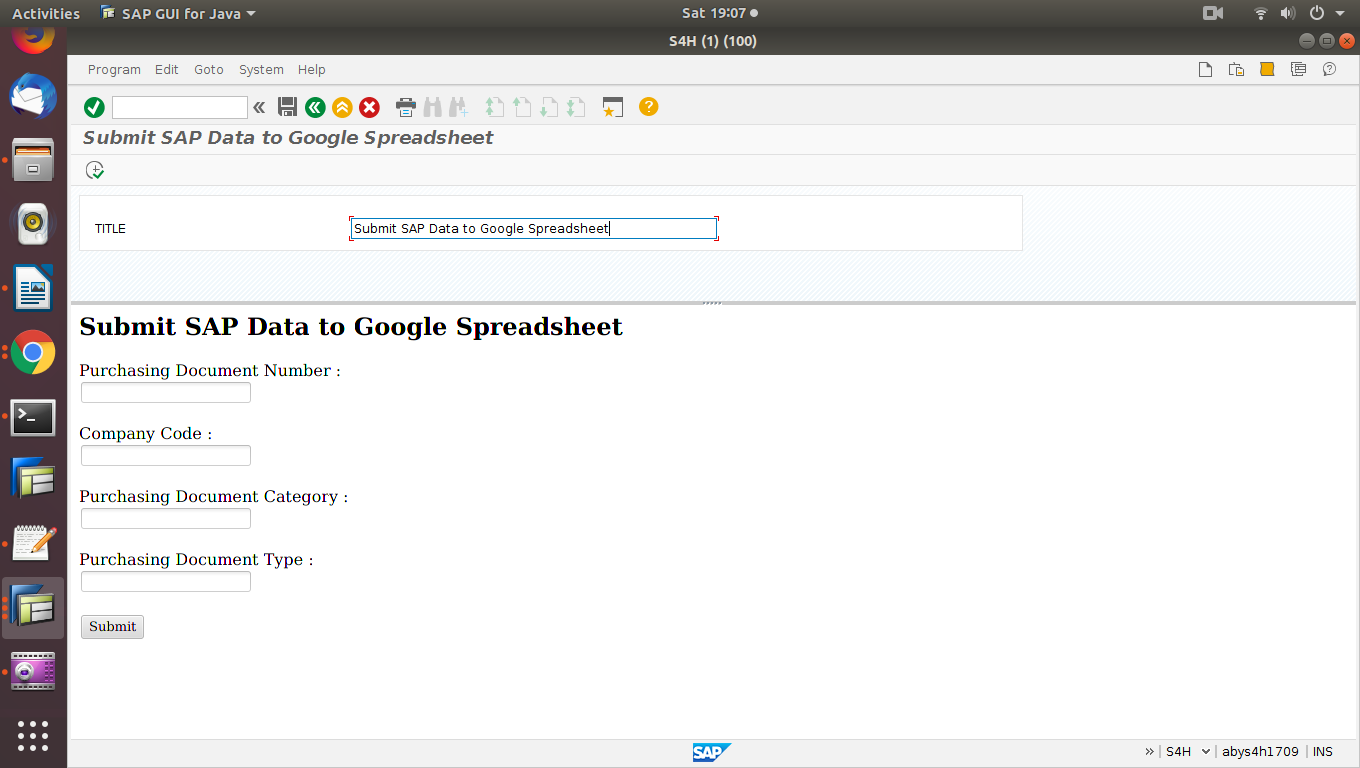 Activities SAP GUI for Java Sat 19:07
S4H (1) (100)
Program Edit Goto System Help
Submit SAP Data to Google Spreadsheet
TITLE Submit SAP Data to Google Spreadsheet
Submit SAP Data to Google Spreadsheet
Purchasing Document Number :
Company Code :
Purchasing Document Category :
Purchasing Document Type :
Submit
SAP S4H abys4h1709 INS